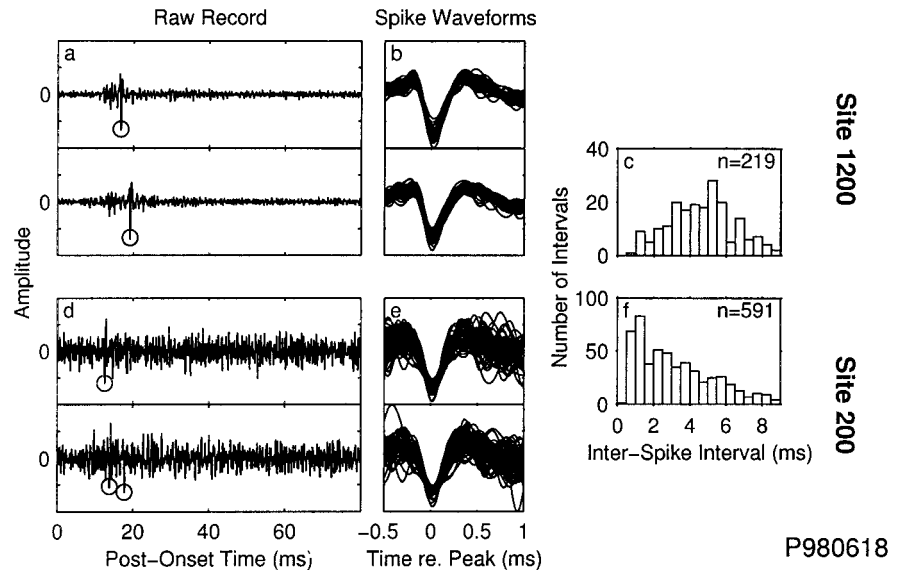 Raw Record
Spike Waveforms
a
b
0
0
Amplitude
d
e
0
0
0
20
40
60
Post-Onset Time (ms)
−0.5
0
0.5
1
Time re. Peak (ms)
Number of Intervals
40
20
0
c
n=219
100
50
0
f
n=591
0
2
4
6
8
Inter-Spike Interval (ms)
Site 1200
Site 200
P980618